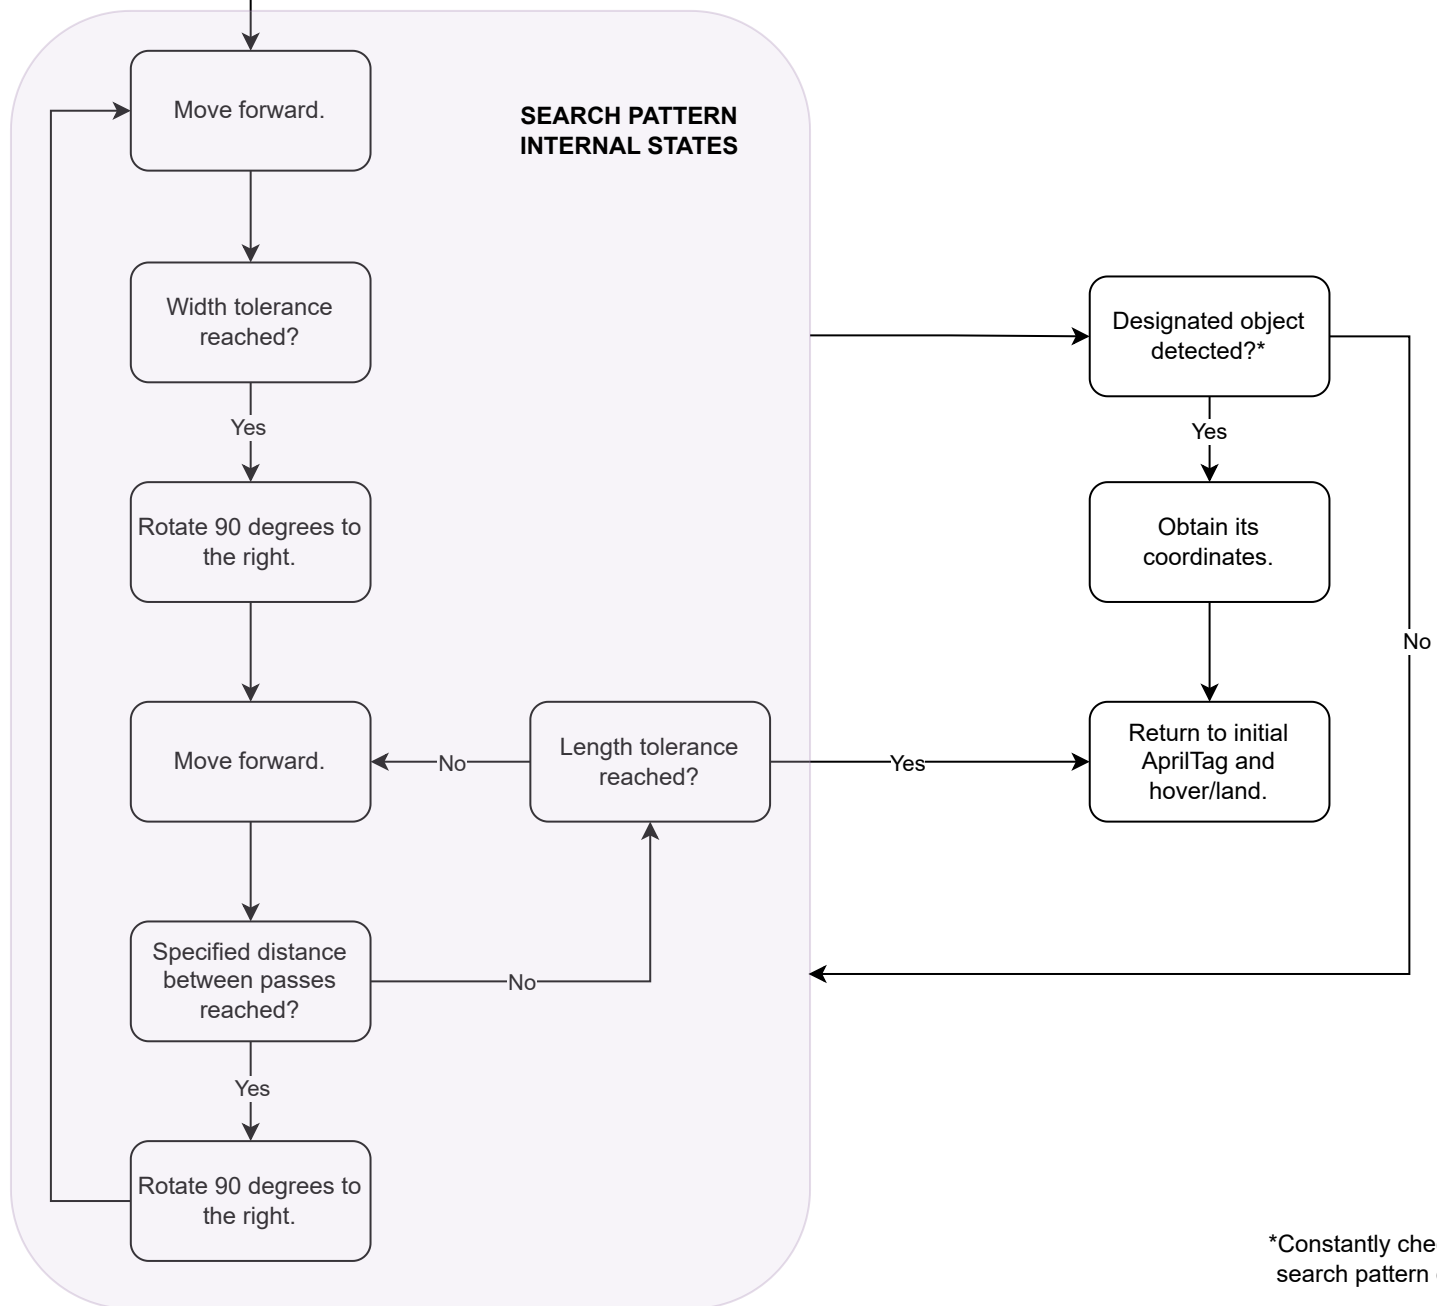 Move forward.
SEARCH PATTERN
INTERNAL STATES
Width tolerance
reached?
Yes
Rotate 90 degrees to
the right.
Move forward.
No
Length tolerance
reached?
Yes
Specified distance
between passes
reached?
No
Yes
Rotate 90 degrees to
the right.
Designated object
detected?*
Yes
Obtain its
coordinates.
No
Return to initial
AprilTag and
hover/land.
*Constantly
search pattern